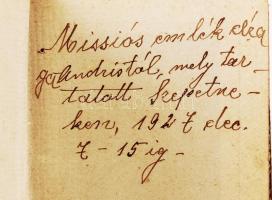 Missiós emlék
Andristól, mely tar-
tatott Szepetne-
ken, 1927 dec.
7-15 ig-